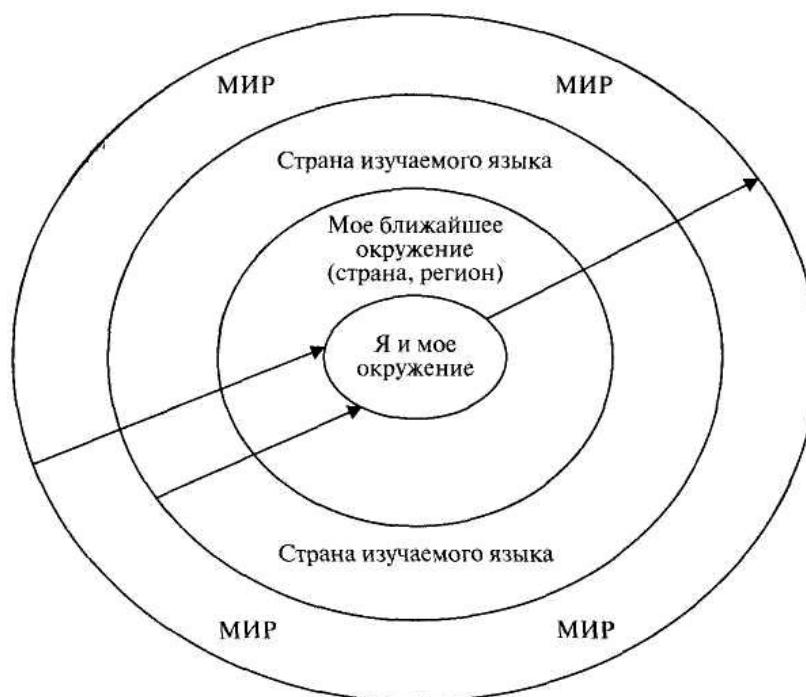 МИР МИР
Страна изучаемого языка
Мое ближайшее
окружение
(страна, регион)
Я и мое
окружение
Страна изучаемого языка
МИР МИР